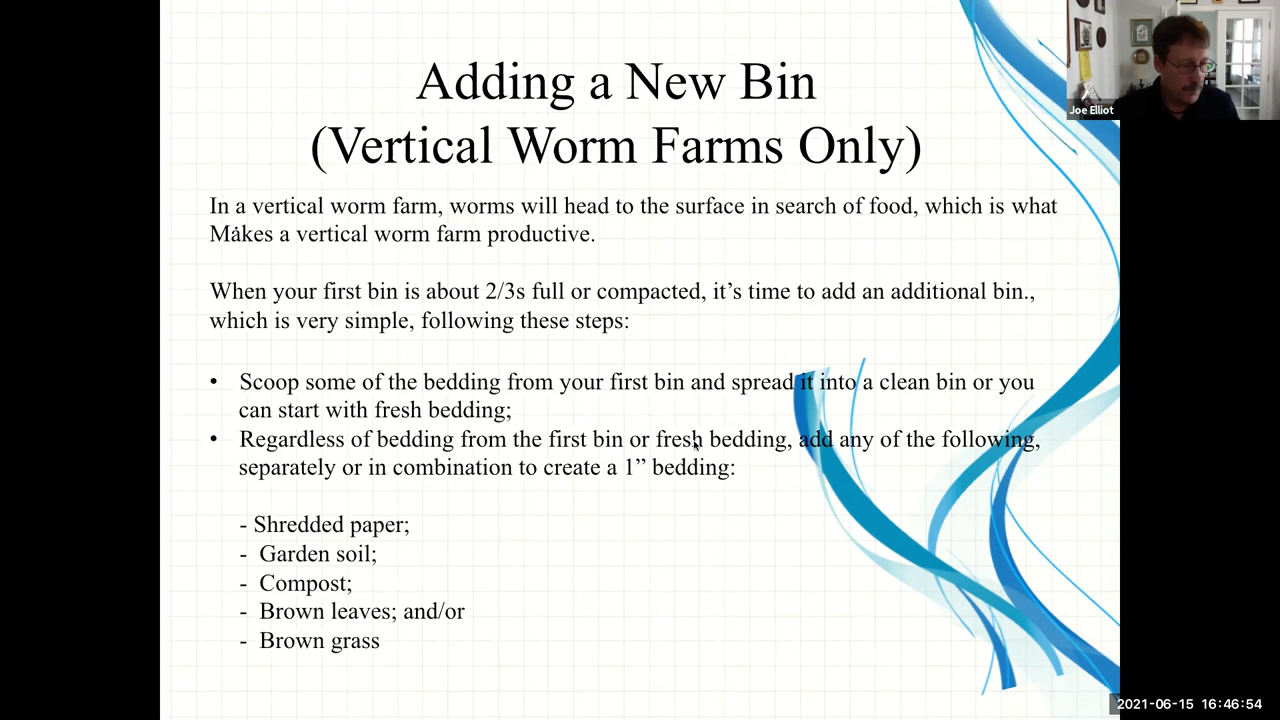 Adding a New Bin
(Vertical Worm Farms Only)
Joe Elliot
In a vertical worm farm, worms will head to the surface in search of food, which is what
Makes a vertical worm farm productive.
When your first bin is about 2/3s full or compacted, it’s time to add an additional bin.,
which is very simple, following these steps:
• Scoop some of the bedding from your first bin and spread it into a clean bin or you
can start with fresh bedding;
• Regardless of bedding from the first bin or fresh bedding, add any of the following,
separately or in combination to create a 1” bedding:
- Shredded paper;
- Garden soil;
- Compost;
- Brown leaves; and/or
- Brown grass
2021-06-15 16:46:54